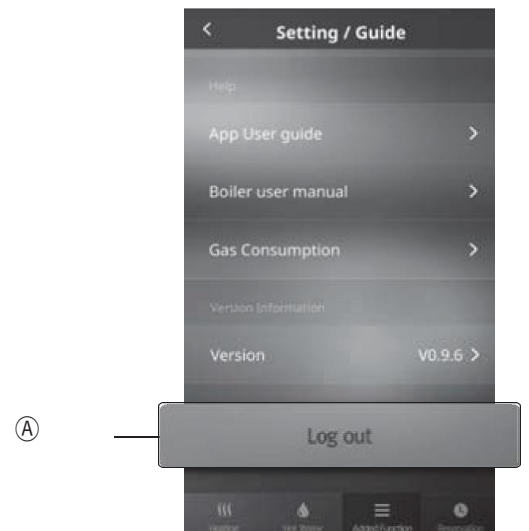 Setting / Guide
Help
App User guide
Boiler user manual
Gas Consumption
Version Information
Version V0.9.6
Ⓐ
Log out
Heating Hot Water Added Function Reservation